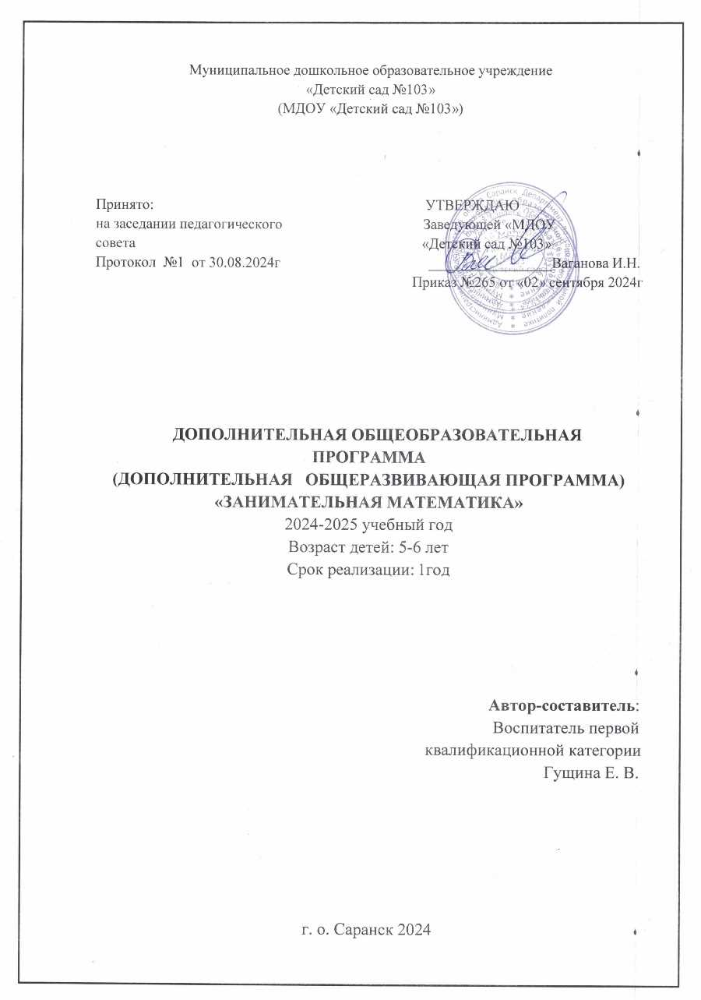 Муниципальное дошкольное образовательное учреждение
«Детский сад №103»
(МДОУ «Детский сад №103»)
Принято:
на заседании педагогического
совета
Протокол №1 от 30.08.2024г
УТВЕРЖДАЮ
Заведующей «МДОУ
«Детский сад №103»
Ваганова И.Н.
Приказ №265 от «02» сентября 2024г
ДОПОЛНИТЕЛЬНАЯ ОБЩЕОБРАЗОВАТЕЛЬНАЯ
ПРОГРАММА
(ДОПОЛНИТЕЛЬНАЯ ОБЩЕРАЗВИВАЮЩАЯ ПРОГРАММА)
«ЗАНИМАТЕЛЬНАЯ МАТЕМАТИКА»
2024-2025 учебный год
Возраст детей: 5-6 лет
Срок реализации: 1год
Автор-составитель:
Воспитатель первой
квалификационной категории
Гущина Е. В.
г. о. Саранск 2024